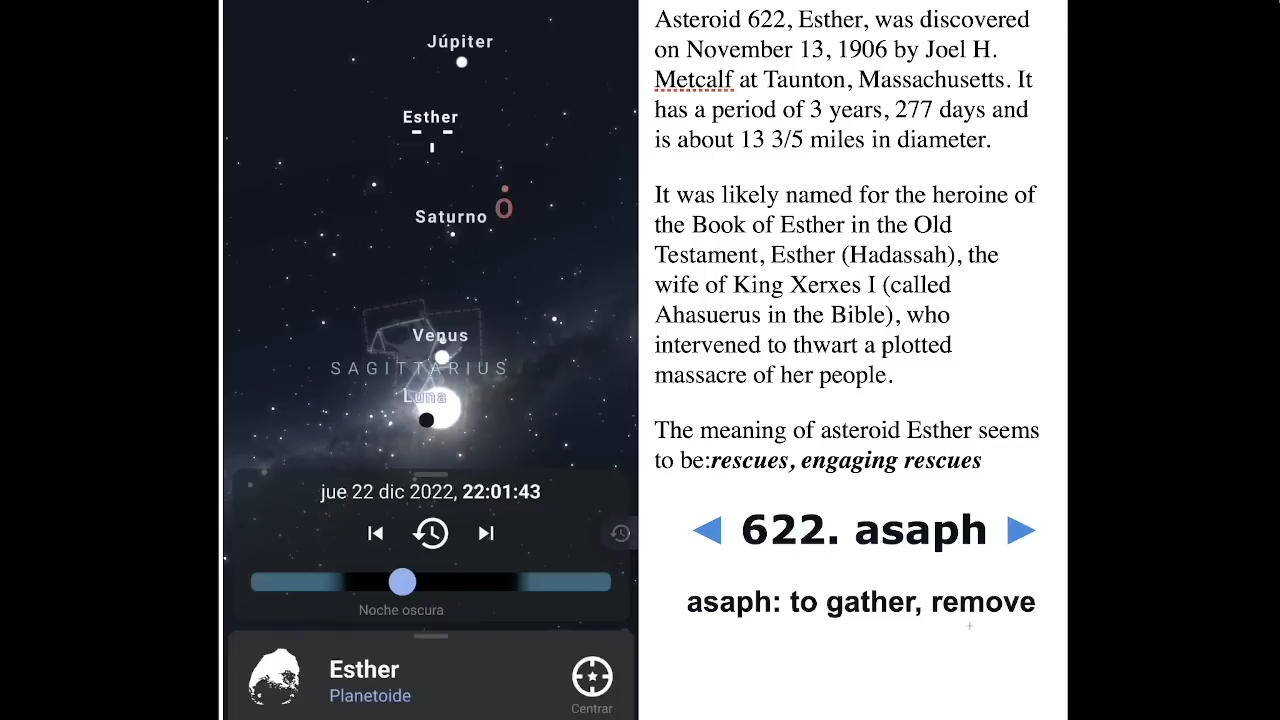 Júpiter
Esther
Saturno
Venus
SAGITTARIUS
Luna
jue 22 dic 2022, 22:01:43
Noche oscura
Esther
Planetoide
Centrar
Asteroid 622, Esther, was discovered
on November 13, 1906 by Joel H.
Metcalf at Taunton, Massachusetts. It
has a period of 3 years, 277 days and
is about 13 3/5 miles in diameter.
It was likely named for the heroine of
the Book of Esther in the Old
Testament, Esther (Hadassah), the
wife of King Xerxes I (called
Ahasuerus in the Bible), who
intervened to thwart a plotted
massacre of her people.
The meaning of asteroid Esther seems
to be:rescues, engaging rescues
622. asaph
asaph: to gather, remove